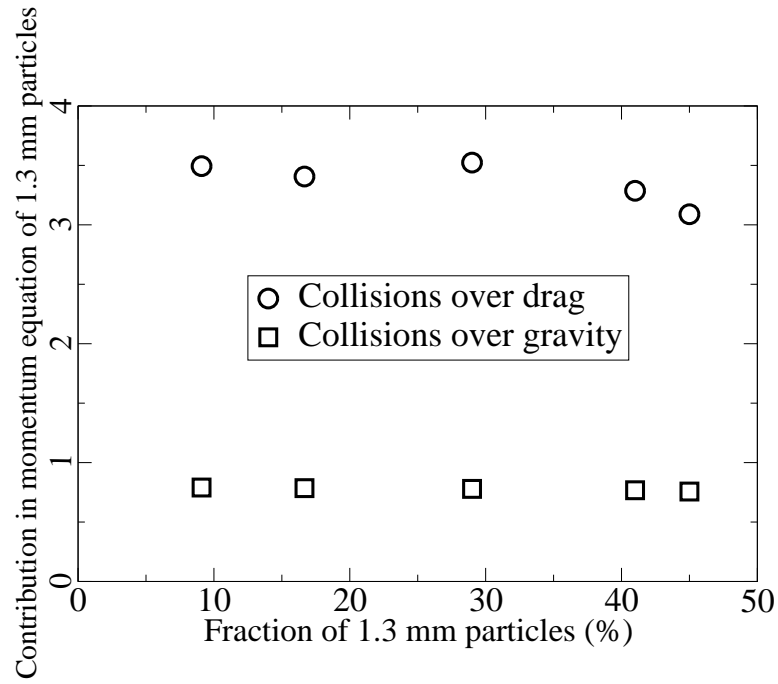 Contribution in momentum equation of 1.3 mm particles
4
3
2
1
0
Collisions over drag
Collisions over gravity
0 10 20 30 40 50
Fraction of 1.3 mm particles (%)